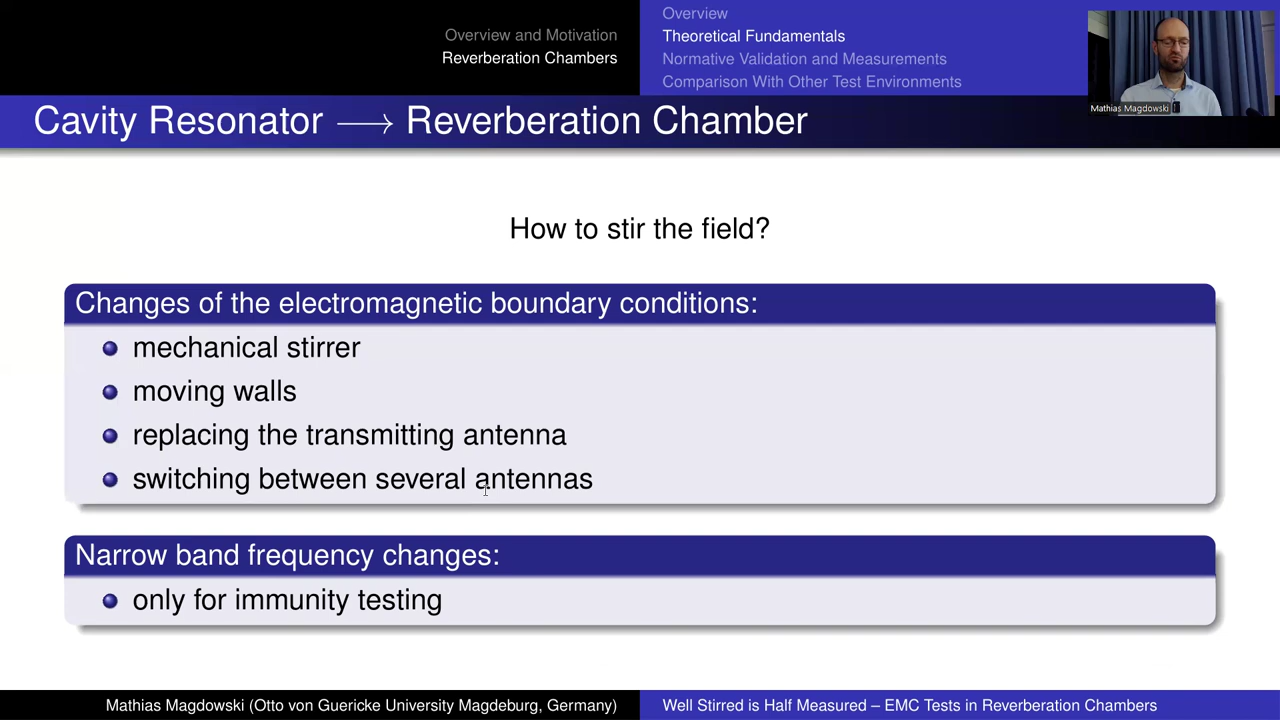 Overview and Motivation
Reverberation Chambers
Overview
Theoretical Fundamentals
Normative Validation and Measurements
Comparison With Other Test Environments
Mathias Magdowski
Cavity Resonator ⟶ Reverberation Chamber
How to stir the field?
Changes of the electromagnetic boundary conditions:
mechanical stirrer
moving walls
replacing the transmitting antenna
switching between several antennas
Narrow band frequency changes:
only for immunity testing
Mathias Magdowski (Otto von Guericke University Magdeburg, Germany)
Well Stirred is Half Measured – EMC Tests in Reverberation Chambers